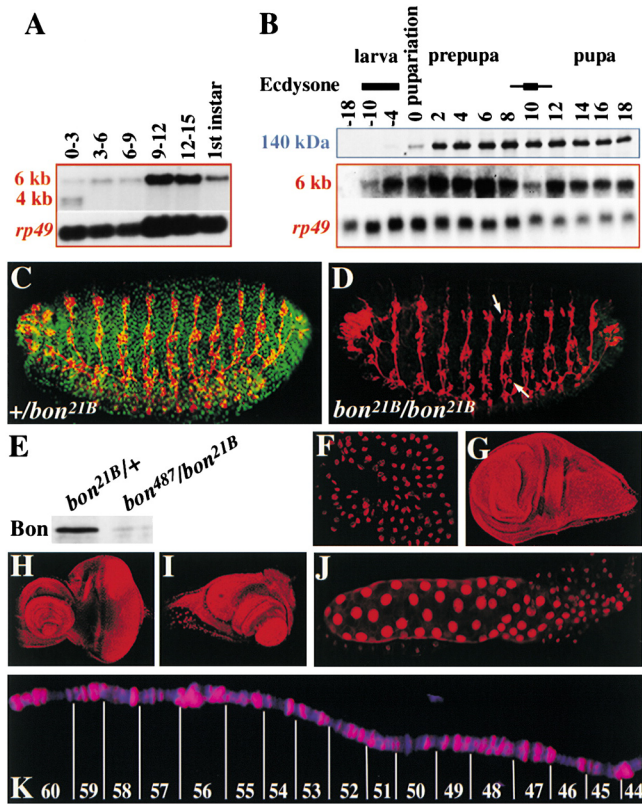 A
0-3 3-6 6-9 9-12 12-15 1st instar
6 kb
4 kb
rp49
B
larva 0 pupariation prepupa pupa
Ecdysone
-18 -10 -4 0 2 4 6 8 10 12 14 16 18
140 kDa
6 kb
rp49
C
+/bon21B
D
bon21B/bon21B
E
bon21B/+ bon487/bon21B
Bon
F
G
H
I
J
K 60 59 58 57 56 55 54 53 52 51 50 49 48 47 46 45 44